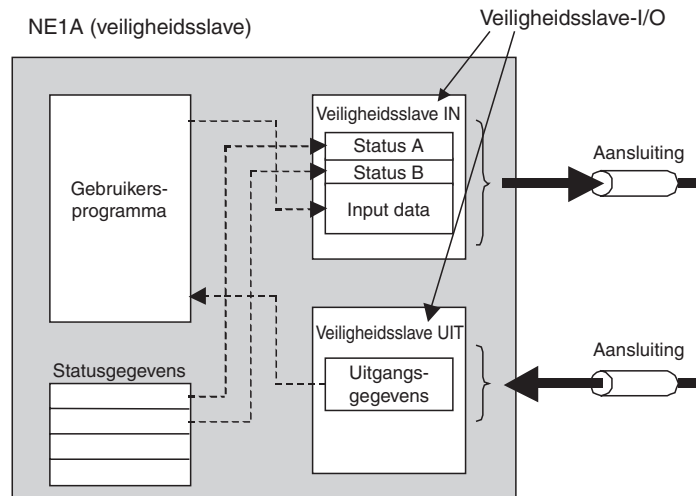 NE1A (veiligheidsslave)
Veiligheidsslave-I/O
Gebruikers-
programma
Veiligheidsslave IN
Status A
Status B
Input data
Aansluiting
Veiligheidsslave UIT
Uitgangs-
gegevens
Aansluiting
Statusgegevens